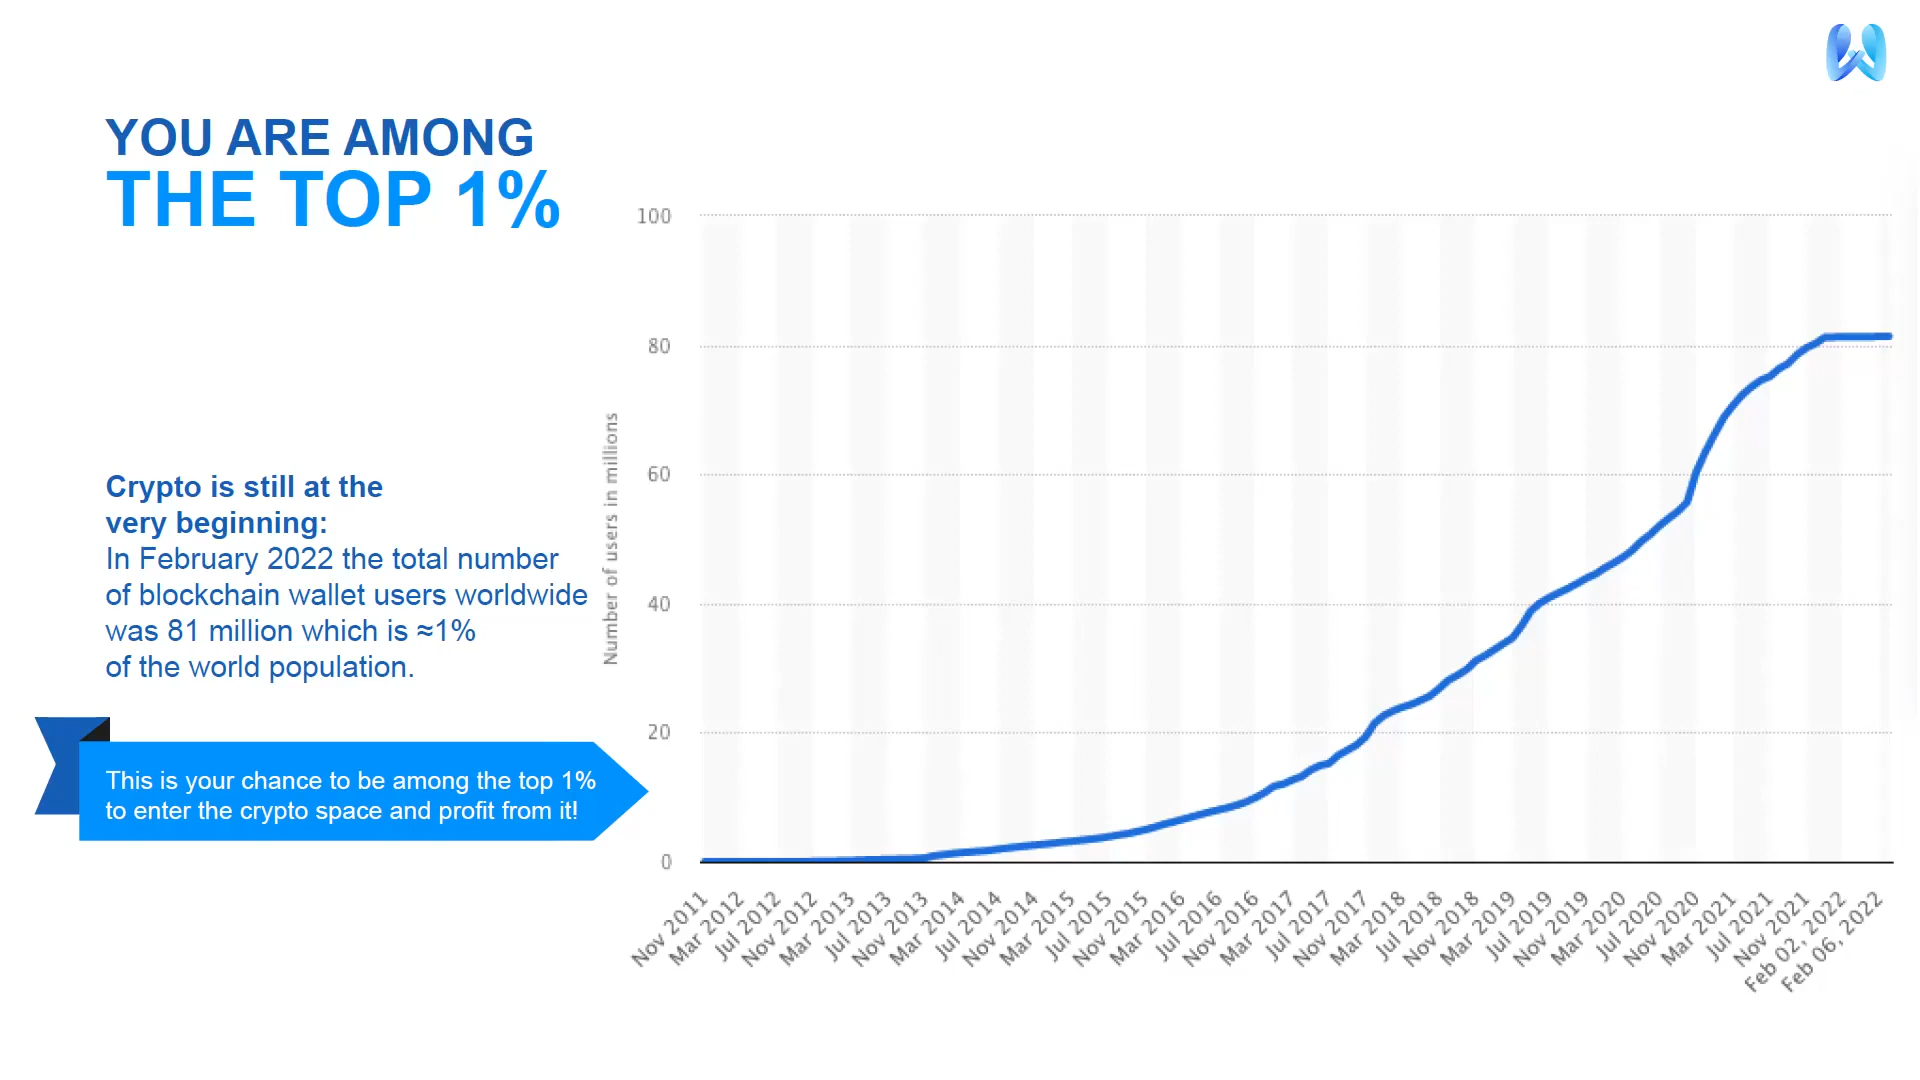 YOU ARE AMONG
THE TOP 1%
Crypto is still at the
very beginning:
In February 2022 the total number
of blockchain wallet users worldwide
was 81 million which is ≈1%
of the world population.
This is your chance to be among the top 1%
to enter the crypto space and profit from it!
Number of users in millions
100
80
60
40
20
0
Nov 2011
Mar 2012
Jul 2012
Nov 2012
Mar 2013
Jul 2013
Nov 2013
Mar 2014
Jul 2014
Nov 2014
Mar 2015
Jul 2015
Nov 2015
Mar 2016
Jul 2016
Nov 2016
Mar 2017
Jul 2017
Nov 2017
Mar 2018
Jul 2018
Nov 2018
Mar 2019
Jul 2019
Nov 2019
Mar 2020
Jul 2020
Nov 2020
Mar 2021
Jul 2021
Nov 2021
Feb 02, 2022
Feb 06, 2022